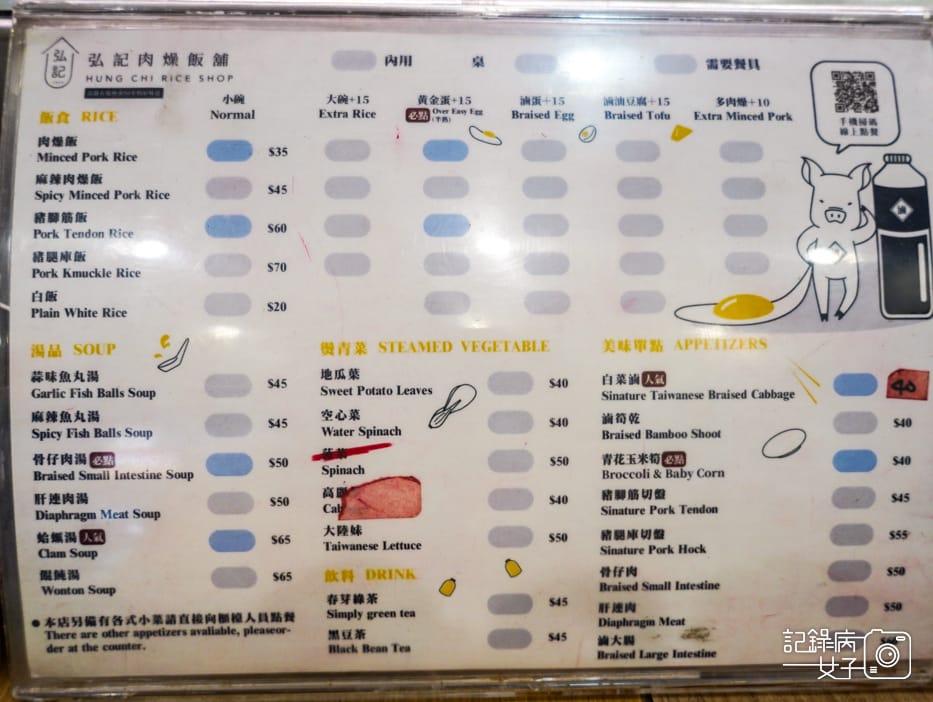 弘記
弘記肉燥飯舖
HUNG CHI RICE SHOP
內用
桌
需要餐具
手機掃碼
線上點餐
飯食 RICE
小碗
Normal
大碗+15
Extra Rice
黃金蛋+15
必點 Over Easy Egg
(半熟)
滷蛋+15
Braised Egg
滷油豆腐+15
Braised Tofu
多肉燥+10
Extra Minced Pork
肉燥飯
Minced Pork Rice
$35
麻辣肉燥飯
Spicy Minced Pork Rice
$45
豬腳筋飯
Pork Tendon Rice
$60
豬腿庫飯
Pork Kmuckle Rice
$70
白飯
Plain White Rice
$20
滷
湯品 SOUP
蒜味魚丸湯
Garlic Fish Balls Soup
$45
麻辣魚丸湯
Spicy Fish Balls Soup
$45
骨仔肉湯 必點
Braised Small Intestine Soup
$50
肝連肉湯
Diaphragm Meat Soup
$50
蛤蠣湯 人氣
Clam Soup
$65
餛飩湯
Wonton Soup
$65
● 本店另備有各式小菜請直接向櫃檯人員點餐
There are other appetizers avaliable, pleaseor-
der at the counter.
燙青菜 STEAMED VEGETABLE
地瓜葉
Sweet Potato Leaves
$40
空心菜
Water Spinach
$40
菠菜
Spinach
$50
高麗
Cab
$40
大陸妹
Taiwanese Lettuce
$50
飲料 DRINK
春芽綠茶
Simply green tea
$45
黑豆茶
Black Bean Tea
$45
美味單點 APPETIZERS
白菜滷 人氣
Sinature Taiwanese Braised Cabbage
40
滷筍乾
Braised Bamboo Shoot
$40
青花玉米筍 必點
Broccoli & Baby Corn
$40
豬腳筋切盤
Sinature Pork Tendon
$45
豬腿庫切盤
Sinature Pork Hock
$55
骨仔肉
Braised Small Intestine
$50
肝連肉
Diaphragm Meat
$50
滷大腸
Braised Large Intestine
記錄病
女子